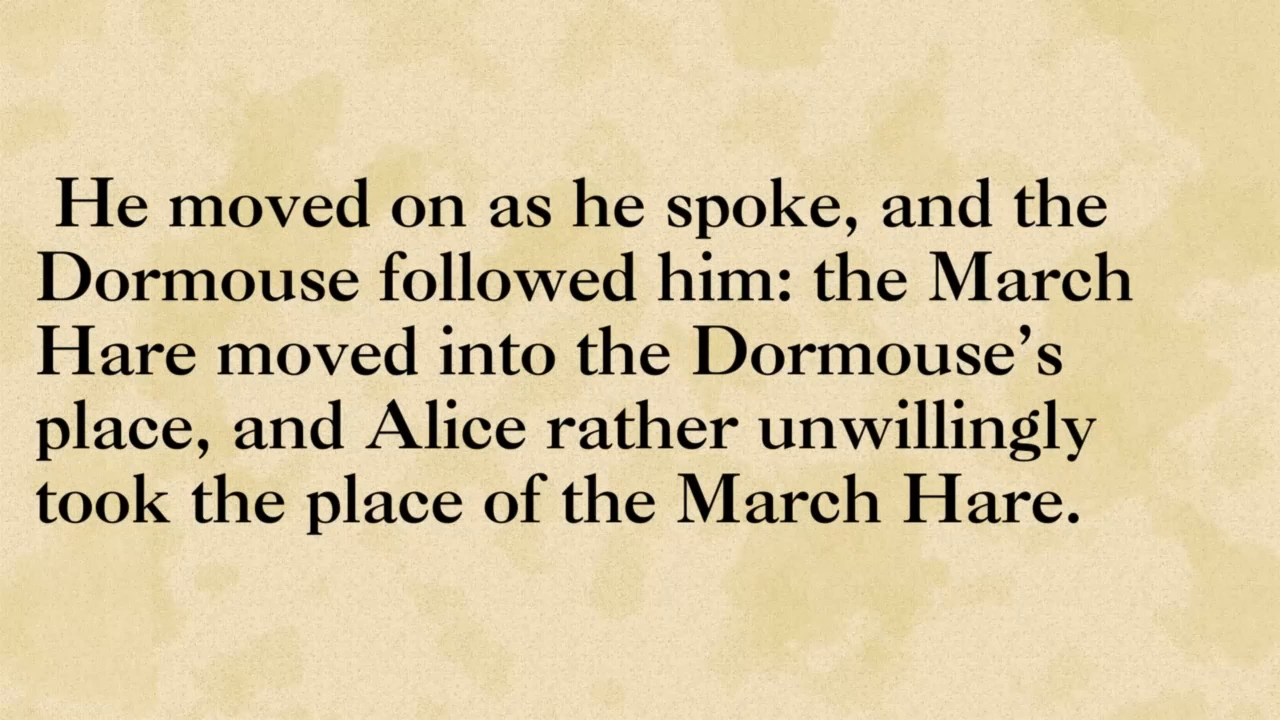 He moved on as he spoke, and the
Dormouse followed him: the March
Hare moved into the Dormouse’s
place, and Alice rather unwillingly
took the place of the March Hare.